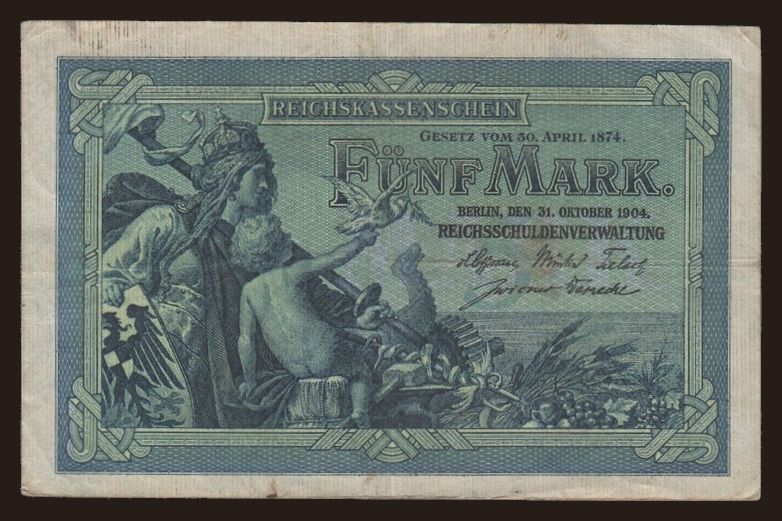 REICHSKASSENSCHEIN
GESETZ VOM 30. APRIL 1874.
FÜNF MARK.
BERLIN, DEN 31. OKTOBER 1904.
REICHSSCHULDENVERWALTUNG